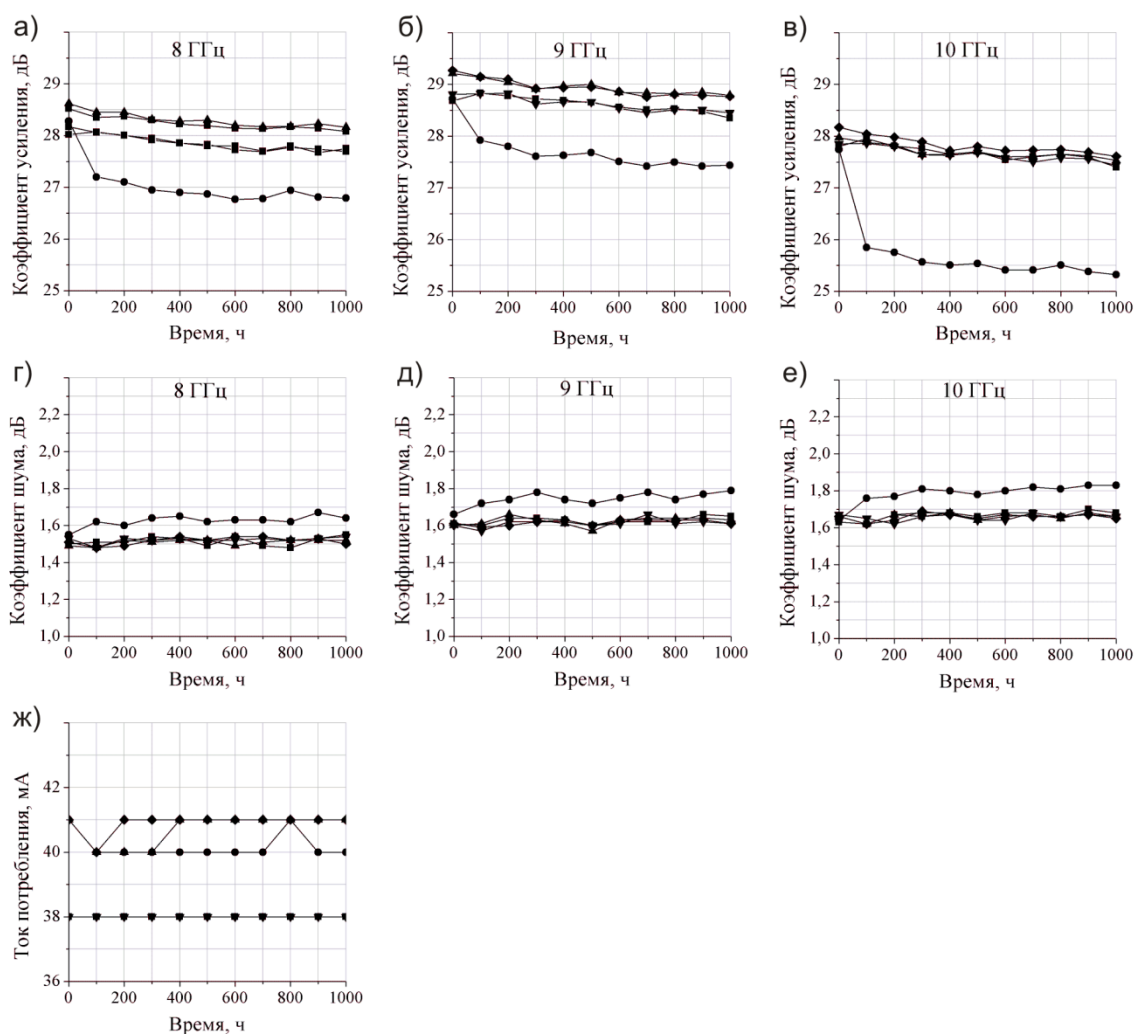 а)
8 ГГц
Коэффициент усиления, дБ
29
28
27
26
25
0 200 400 600 800 1000
Время, ч
б)
9 ГГц
Коэффициент усиления, дБ
29
28
27
26
25
0 200 400 600 800 1000
Время, ч
в)
10 ГГц
Коэффициент усиления, дБ
29
28
27
26
25
0 200 400 600 800 1000
Время, ч
г)
8 ГГц
Коэффициент шума, дБ
2,2
2,0
1,8
1,6
1,4
1,2
1,0
0 200 400 600 800 1000
Время, ч
д)
9 ГГц
Коэффициент шума, дБ
2,2
2,0
1,8
1,6
1,4
1,2
1,0
0 200 400 600 800 1000
Время, ч
е)
10 ГГц
Коэффициент шума, дБ
2,2
2,0
1,8
1,6
1,4
1,2
1,0
0 200 400 600 800 1000
Время, ч
ж)
Ток потребления, мА
42
40
38
36
0 200 400 600 800 1000
Время, ч